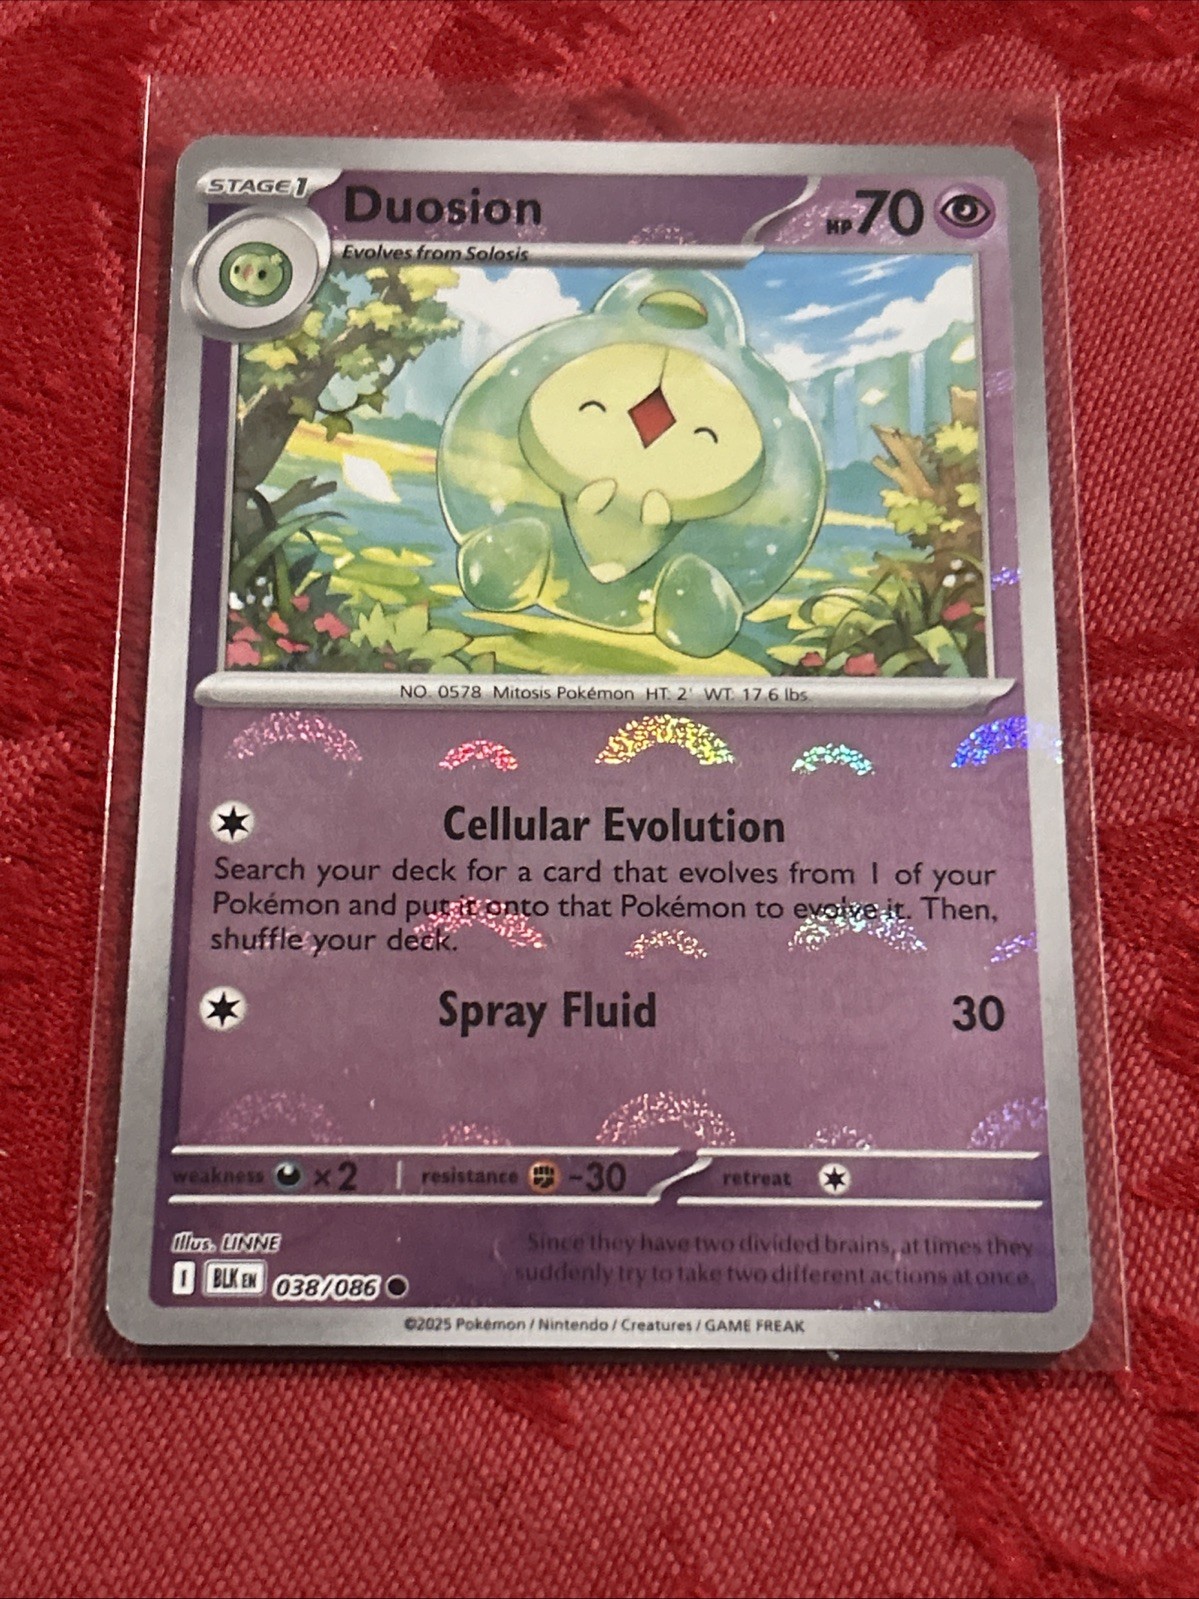 STAGE 1
Duosion
HP 70
Evolves from Solosis
NO. 0578 Mitosis Pokémon HT: 2' WT: 17.6 lbs
Cellular Evolution
Search your deck for a card that evolves from 1 of your
Pokémon and put it onto that Pokémon to evolve it. Then,
shuffle your deck.
Spray Fluid 30
weakness ×2 resistance -30 retreat
Illus. LINNE
Since they have two divided brains, at times they
suddenly try to take two different actions at once.
I BLK EN 038/086
©2025 Pokémon / Nintendo / Creatures / GAME FREAK